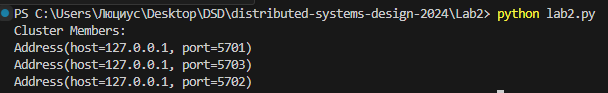 PS C:\Users\Люциус\Desktop\DSD\distributed-systems-design-2024\Lab2> python lab2.py
Cluster Members:
Address(host=127.0.0.1, port=5701)
Address(host=127.0.0.1, port=5703)
Address(host=127.0.0.1, port=5702)